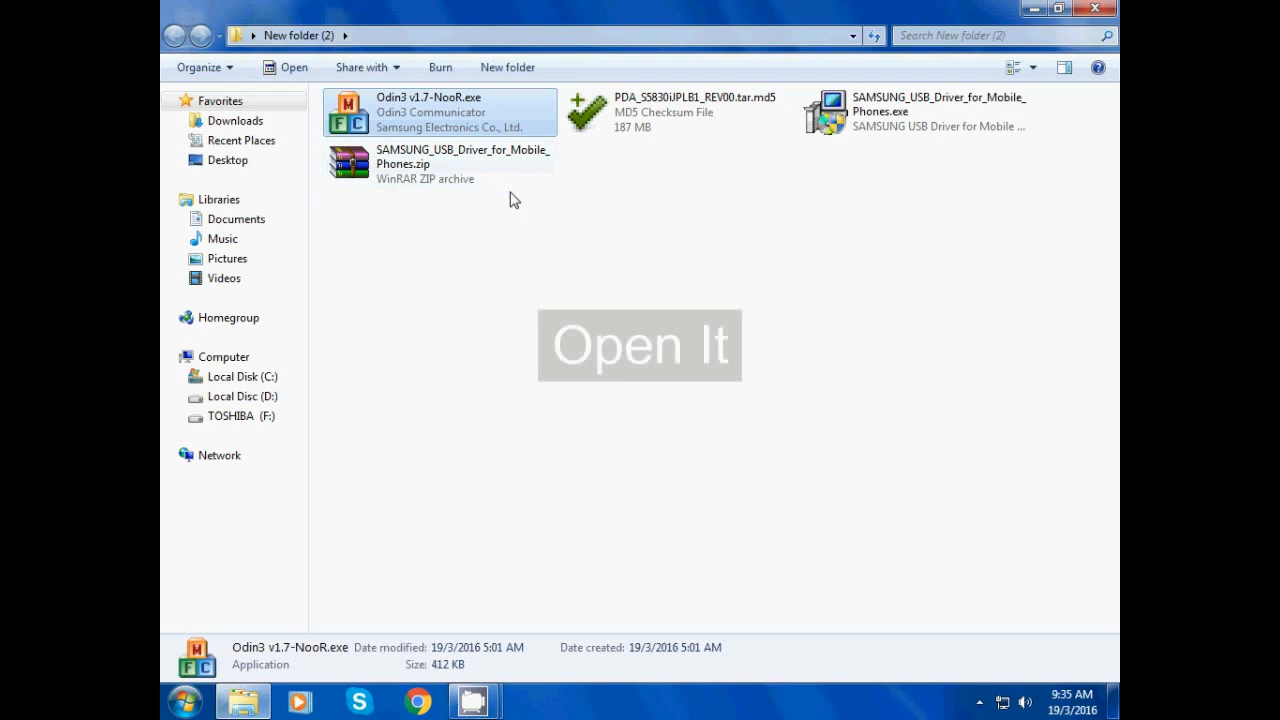 New folder (2)
Search New folder (2)
Organize
Open
Share with
Burn
New folder
Favorites
Downloads
Recent Places
Desktop
Libraries
Documents
Music
Pictures
Videos
Homegroup
Computer
Local Disk (C:)
Local Disc (D:)
TOSHIBA (F:)
Network
Odin3 v1.7-NooR.exe
Odin3 Communicator
Samsung Electronics Co., Ltd.
PDA_S5830iJPLB1_REV00.tar.md5
MD5 Checksum File
187 MB
SAMSUNG_USB_Driver_for_Mobile_
Phones.exe
SAMSUNG USB Driver for Mobile ...
SAMSUNG_USB_Driver_for_Mobile_
Phones.zip
WinRAR ZIP archive
Open It
Odin3 v1.7-NooR.exe Date modified: 19/3/2016 5:01 AM Date created: 19/3/2016 5:01 AM
Application Size: 412 KB
9:35 AM
19/3/2016